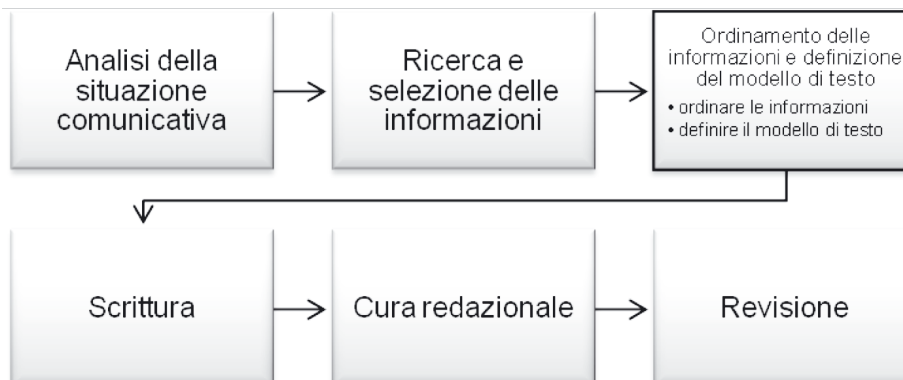 Analisi della
situazione
comunicativa
Ricerca e
selezione delle
informazioni
Ordinamento delle
informazioni e definizione
del modello di testo
• ordinare le informazioni
• definire il modello di testo
Scrittura
Cura redazionale
Revisione